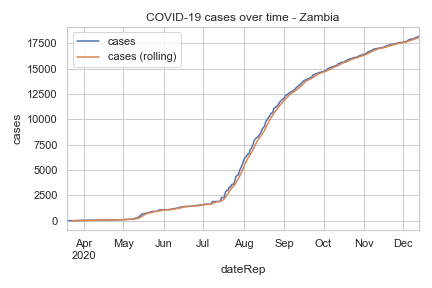 COVID-19 cases over time - Zambia
cases
cases (rolling)
17500
15000
12500
10000
7500
5000
2500
0
cases
Apr May Jun Jul Aug Sep Oct Nov Dec
2020
dateRep